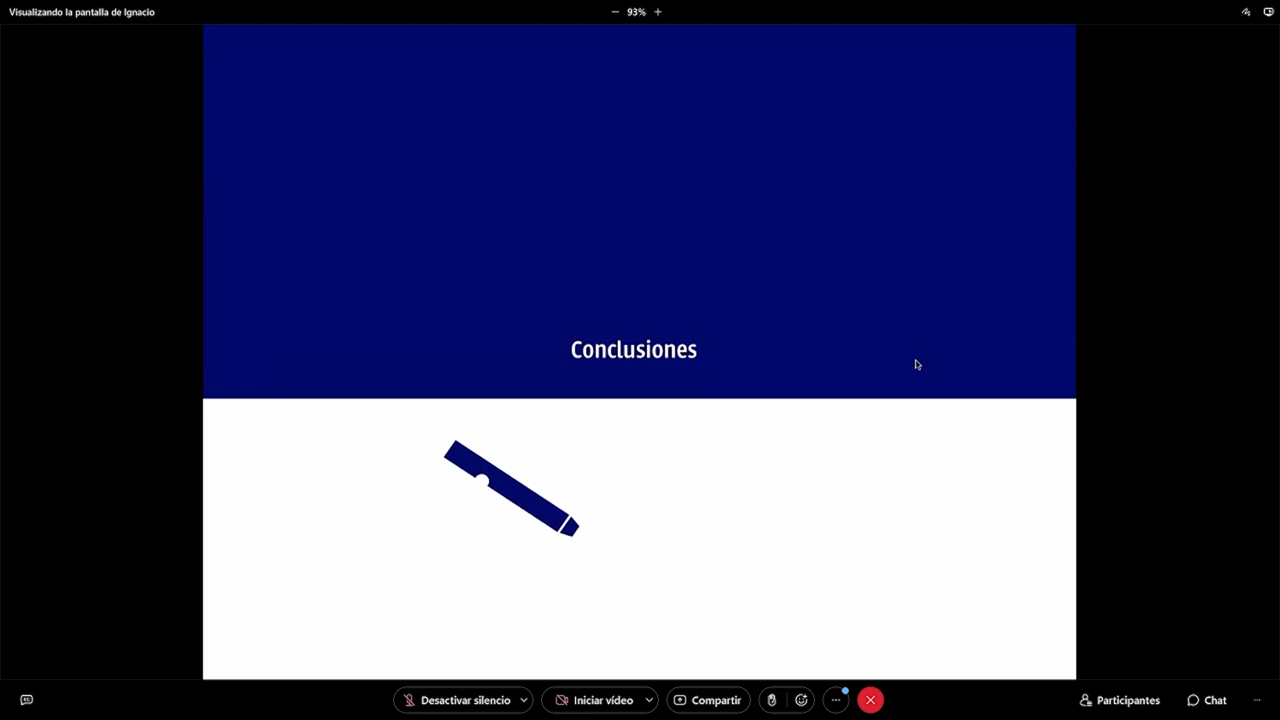 Visualizando la pantalla de Ignacio
93%
Conclusiones
Desactivar silencio
Iniciar vídeo
Compartir
Participantes
Chat